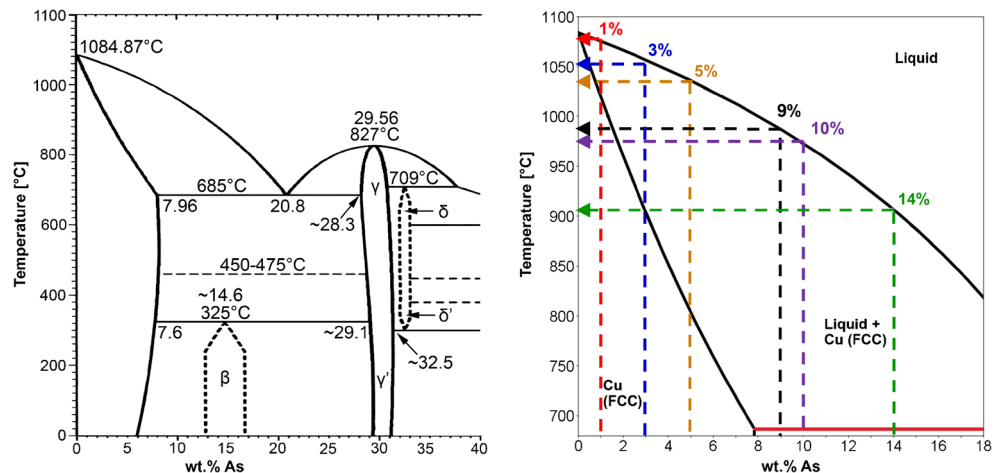 1100
1000
800
600
400
200
0
Temperature [°C]
1084.87°C
29.56
827°C
685°C
709°C
γ
7.96
20.8
~28.3
δ
450-475°C
~14.6
325°C
δ'
7.6
~29.1
~32.5
β
γ'
0 5 10 15 20 25 30 35 40
wt.% As
1100
1050
1000
950
900
850
800
750
700
Temperature [°C]
1%
3%
5%
9%
10%
14%
Liquid
Liquid +
Cu (FCC)
Cu
(FCC)
0 2 4 6 8 10 12 14 16 18
wt.% As